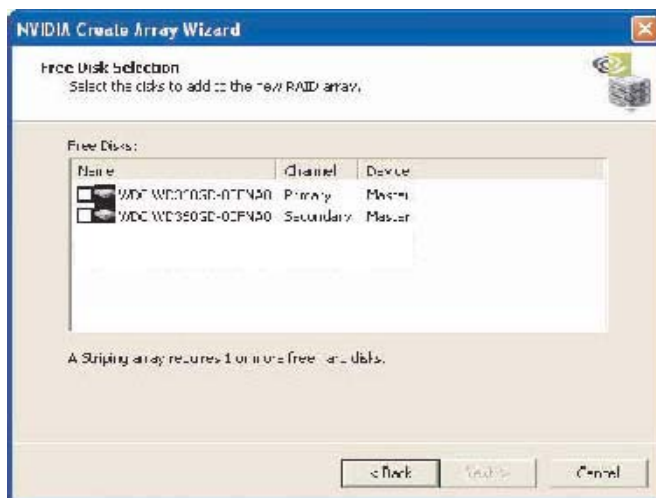 NVIDIA Create Array Wizard
Free Disk Selection
Select the disks to add to the new RAID array.
Free Disks:
Name Channel Device
WDC Primary Master
WDC Secondary Master
A Striping array requires 1 or more free hard disks.
< Back Next > Cancel